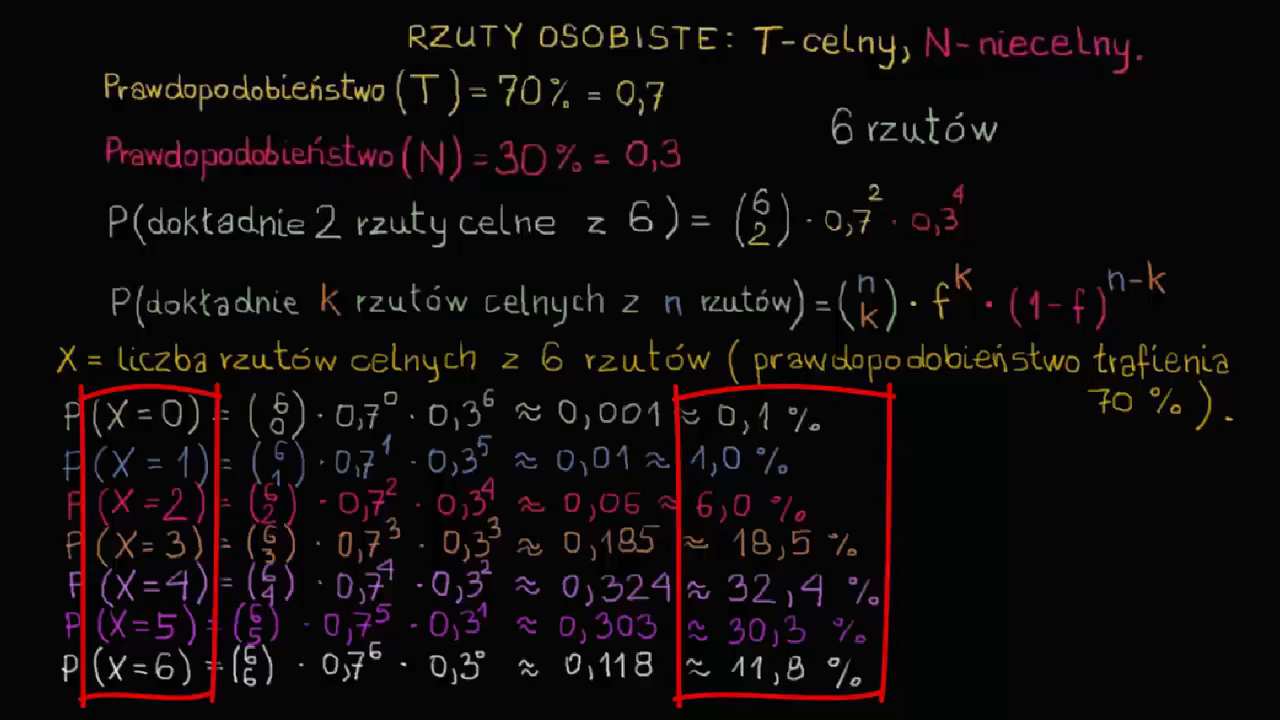 RZUTY OSOBISTE: T-celny, N-niecelny.
Prawdopodobieństwo (T) = 70% = 0,7
6 rzutów
Prawdopodobieństwo (N) = 30% = 0,3
P(dokładnie 2 rzuty celne z 6) = (6 2) · 0,7² · 0,3⁴
P(dokładnie k rzutów celnych z n rzutów) = (n k) · f^k · (1-f)^(n-k)
X = liczba rzutów celnych z 6 rzutów (prawdopodobieństwo trafienia
70 %).
P(X=0) = (6 0) · 0,7⁰ · 0,3⁶ ≈ 0,001 ≈ 0,1 %
P(X=1) = (6 1) · 0,7¹ · 0,3⁵ ≈ 0,01 ≈ 1,0 %
P(X=2) = (6 2) · 0,7² · 0,3⁴ ≈ 0,06 ≈ 6,0 %
P(X=3) = (6 3) · 0,7³ · 0,3³ ≈ 0,185 ≈ 18,5 %
P(X=4) = (6 4) · 0,7⁴ · 0,3² ≈ 0,324 ≈ 32,4 %
P(X=5) = (6 5) · 0,7⁵ · 0,3¹ ≈ 0,303 ≈ 30,3 %
P(X=6) = (6 6) · 0,7⁶ · 0,3⁰ ≈ 0,118 ≈ 11,8 %